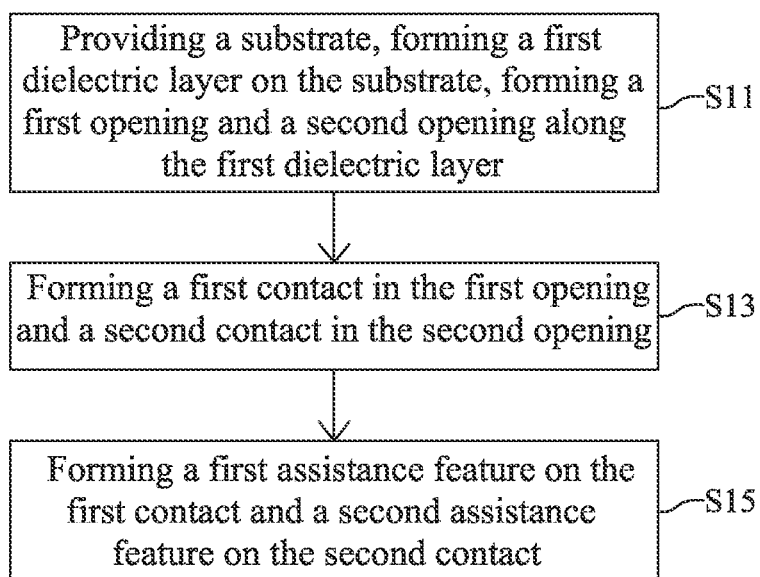 Providing a substrate, forming a first
dielectric layer on the substrate, forming a
first opening and a second opening along
the first dielectric layer
S11
Forming a first contact in the first opening
and a second contact in the second opening
S13
Forming a first assistance feature on the
first contact and a second assistance
feature on the second contact
S15